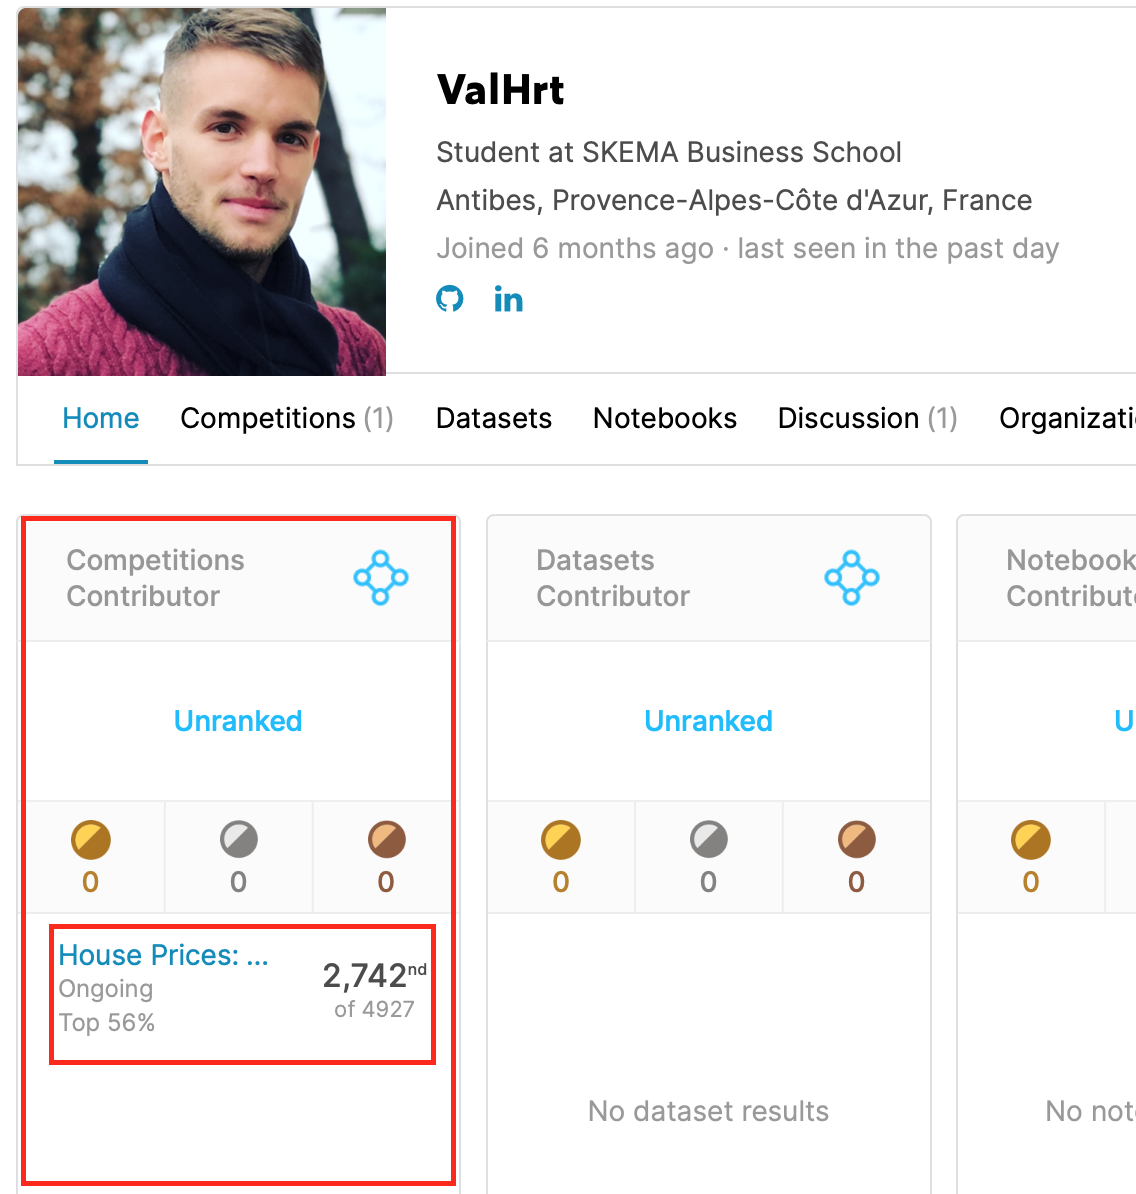 ValHrt
Student at SKEMA Business School
Antibes, Provence-Alpes-Côte d'Azur, France
Joined 6 months ago · last seen in the past day
in
Home Competitions (1) Datasets Notebooks Discussion (1) Organizati
Competitions
Contributor
Unranked
0 0 0
House Prices: ...
Ongoing
Top 56%
2,742nd
of 4927
Datasets
Contributor
Unranked
0 0 0
No dataset results
Notebook
Contribut
U
0
No not